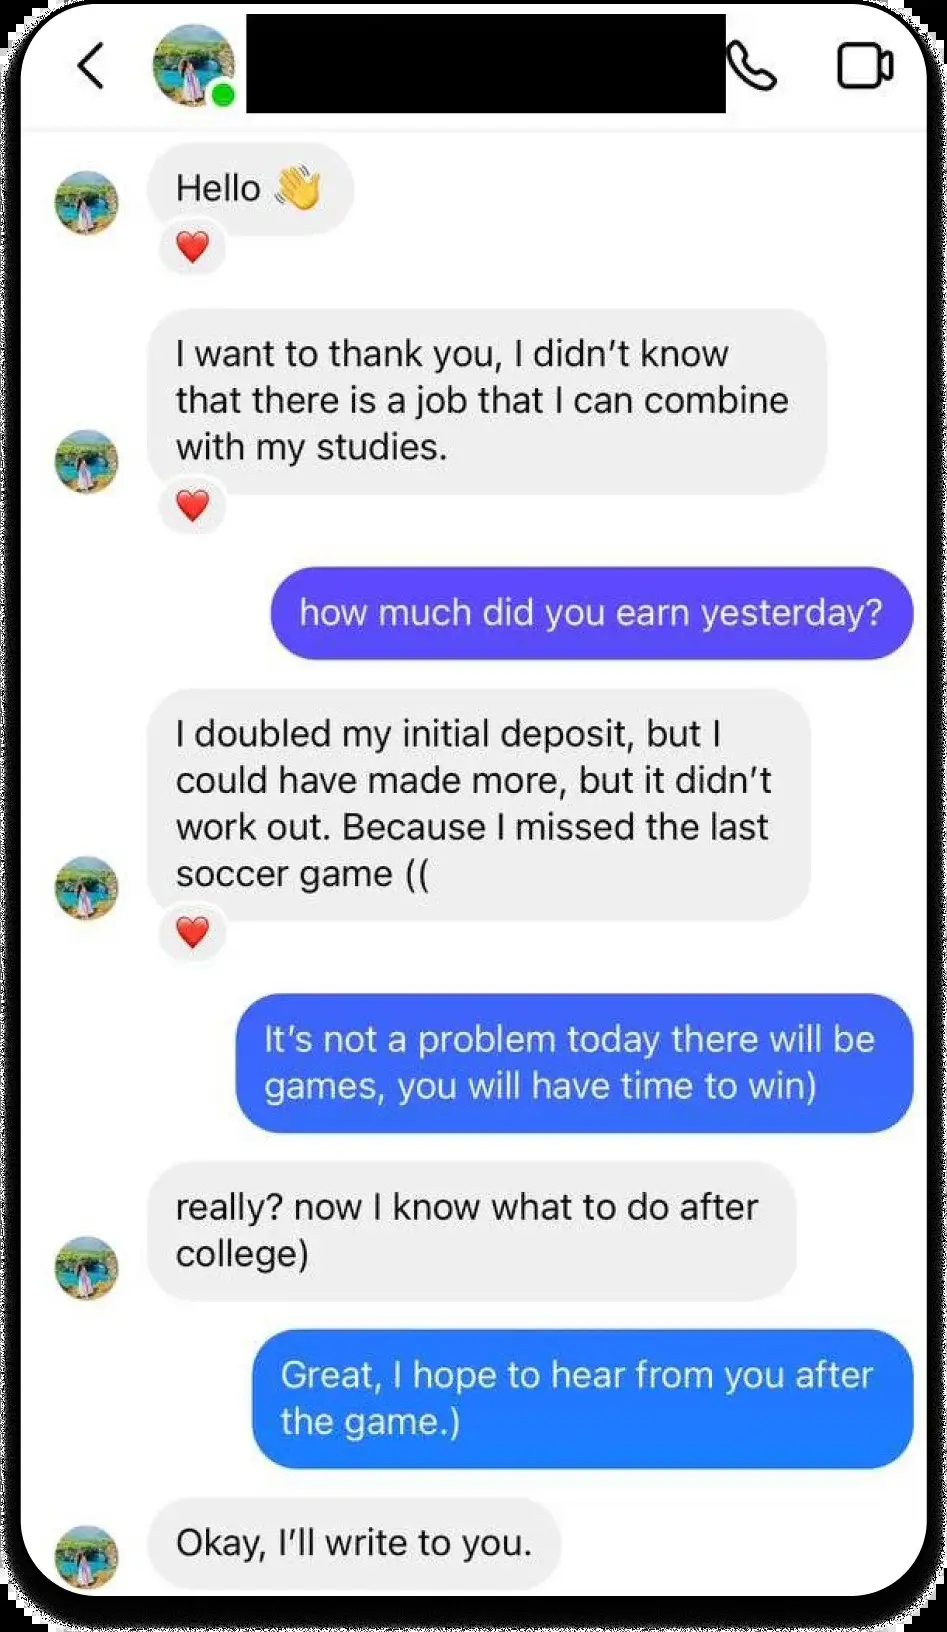 Hello 👋
I want to thank you, I didn’t know
that there is a job that I can combine
with my studies.
how much did you earn yesterday?
I doubled my initial deposit, but I
could have made more, but it didn’t
work out. Because I missed the last
soccer game ((
It’s not a problem today there will be
games, you will have time to win)
really? now I know what to do after
college)
Great, I hope to hear from you after
the game.)
Okay, I’ll write to you.